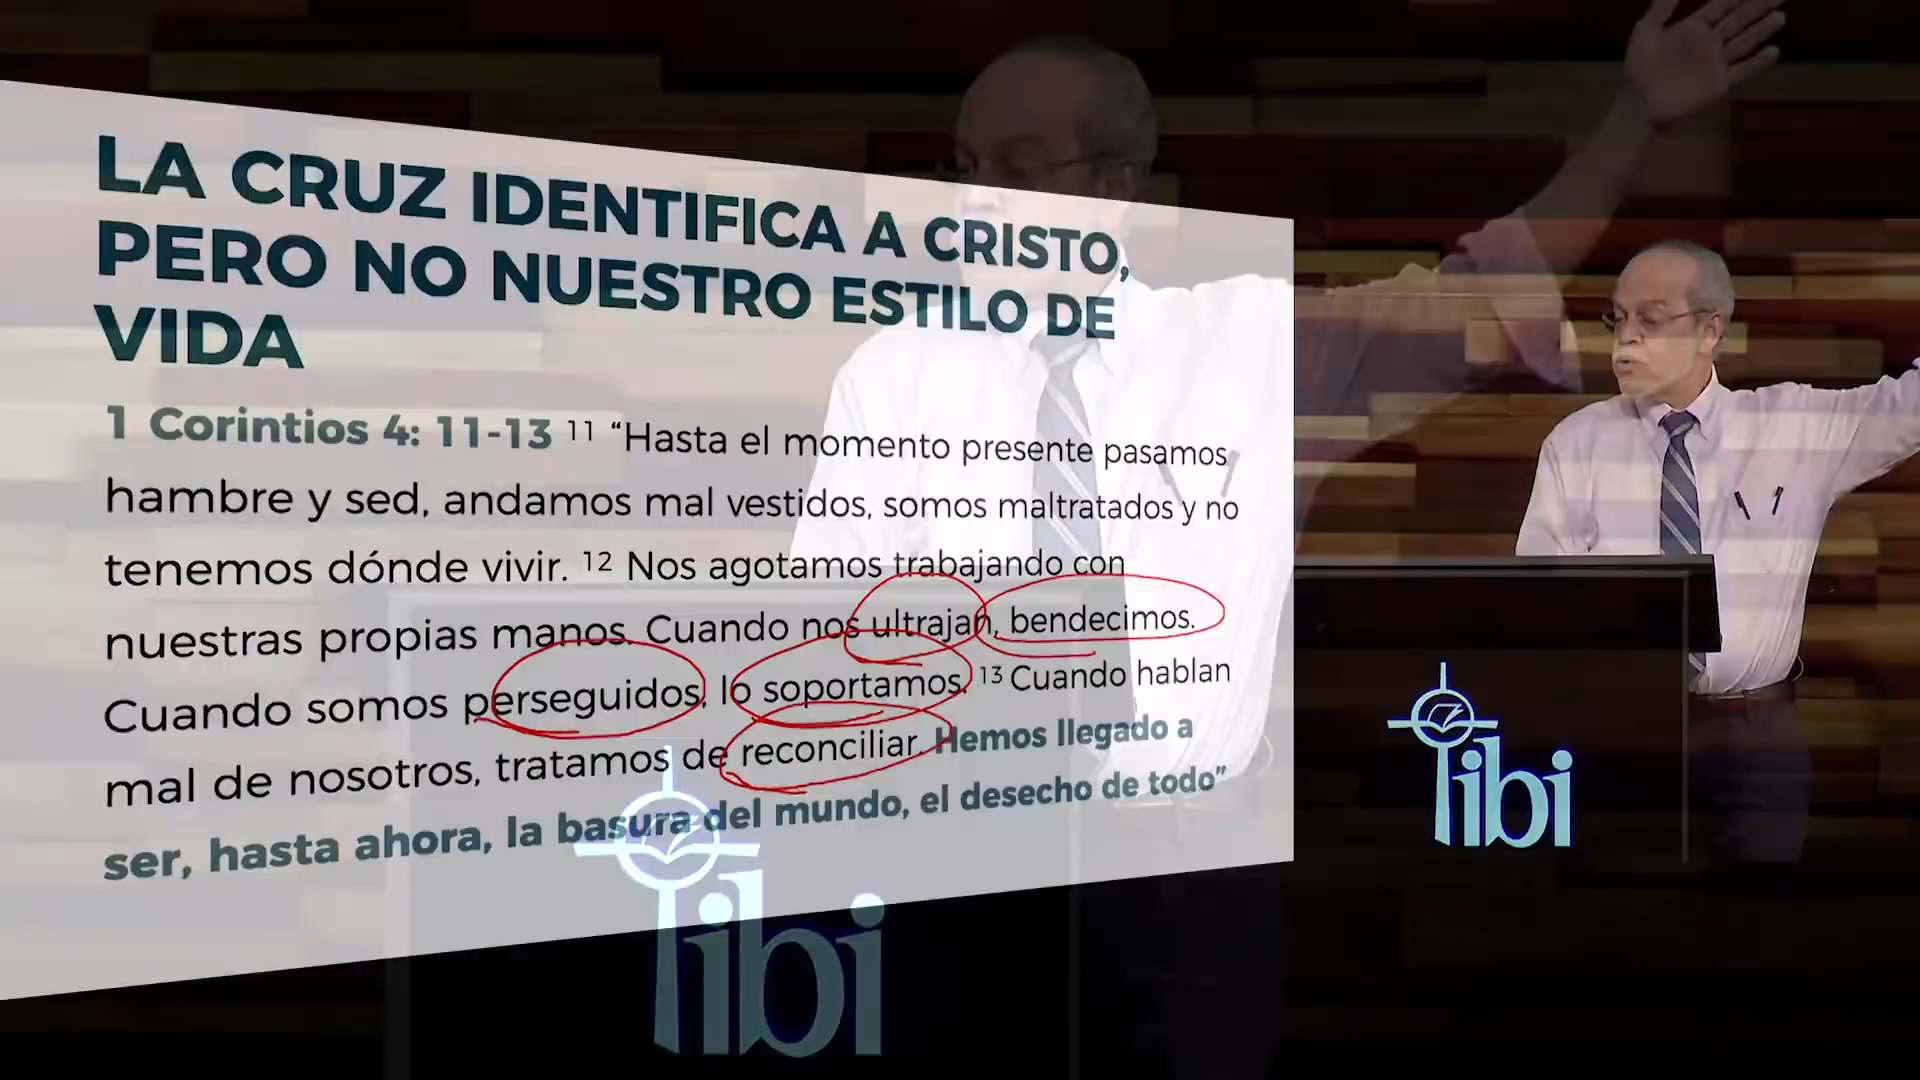 LA CRUZ IDENTIFICA A CRISTO,
PERO NO NUESTRO ESTILO DE
VIDA
1 Corintios 4: 11-13 ¹¹ “Hasta el momento presente pasamos
hambre y sed, andamos mal vestidos, somos maltratados y no
tenemos dónde vivir. ¹² Nos agotamos trabajando con
nuestras propias manos. Cuando nos ultrajan, bendecimos.
Cuando somos perseguidos, lo soportamos. ¹³ Cuando hablan
mal de nosotros, tratamos de reconciliar. Hemos llegado a
ser, hasta ahora, la basura del mundo, el desecho de todo”
ibi
ibi